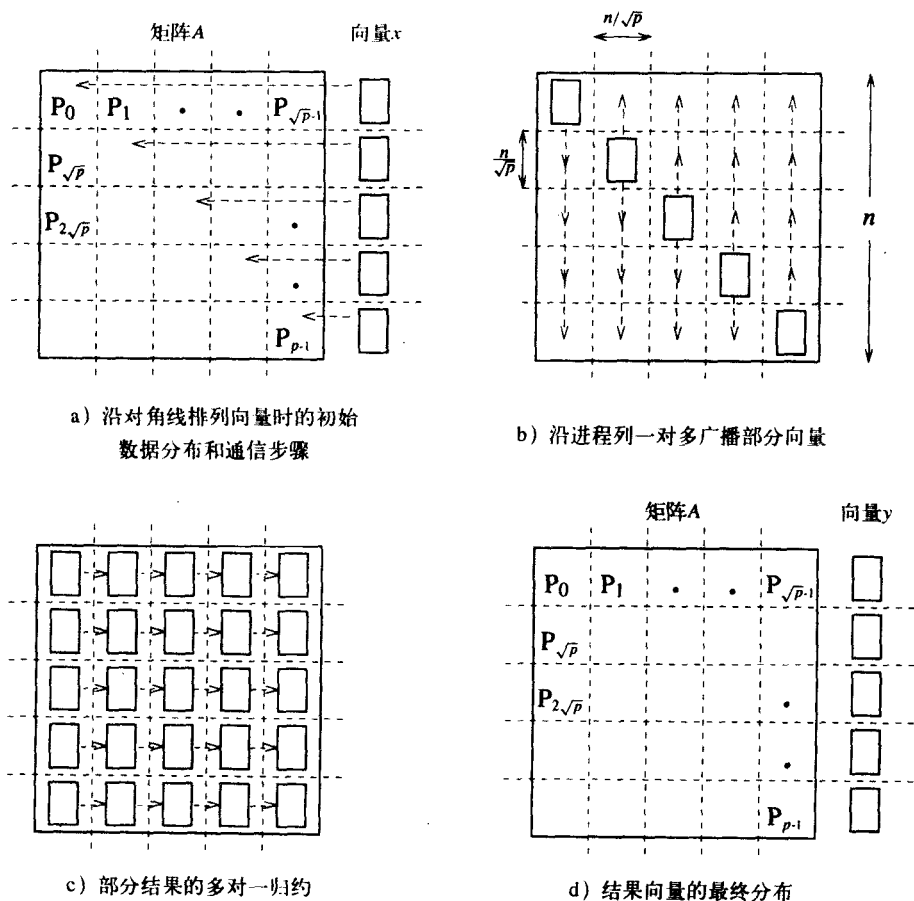 矩阵A 向量x
P₀ P₁ P√p-1
P√p
P₂√p
Pₚ₋₁
a) 沿对角线排列向量时的初始
数据分布和通信步骤
n/√p
n/√p
n
b) 沿进程列一对多广播部分向量
c) 部分结果的多对一归约
矩阵A 向量y
P₀ P₁ P√p-1
P√p
P₂√p
Pₚ₋₁
d) 结果向量的最终分布